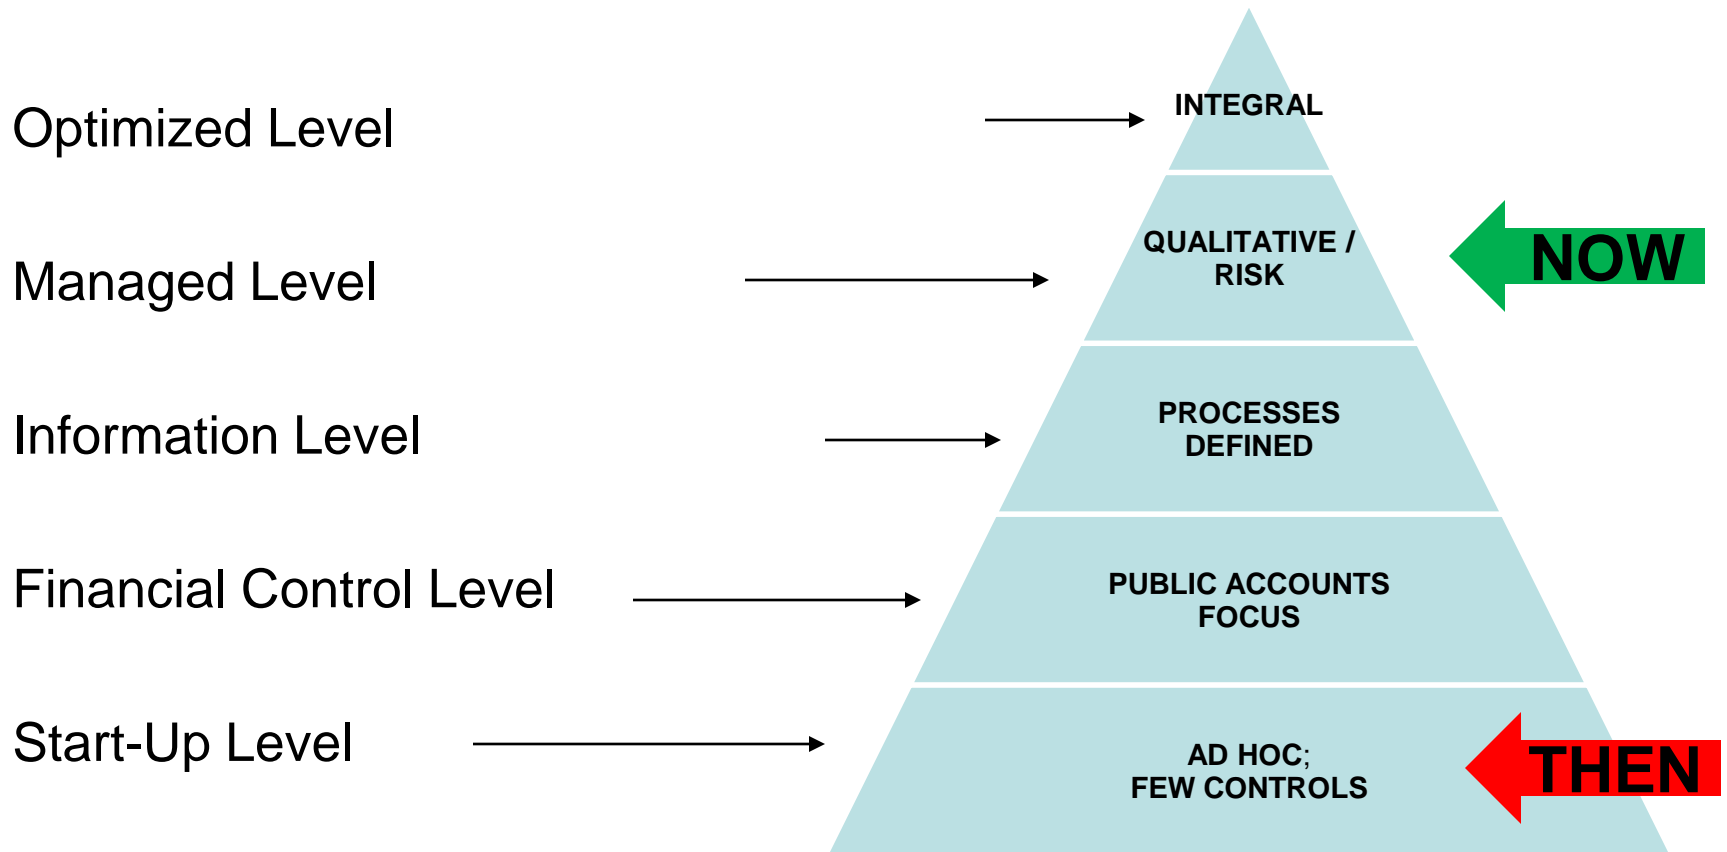 Optimized Level
INTEGRAL
Managed Level
QUALITATIVE /
RISK
NOW
Information Level
PROCESSES
DEFINED
Financial Control Level
PUBLIC ACCOUNTS
FOCUS
Start-Up Level
AD HOC;
FEW CONTROLS
THEN